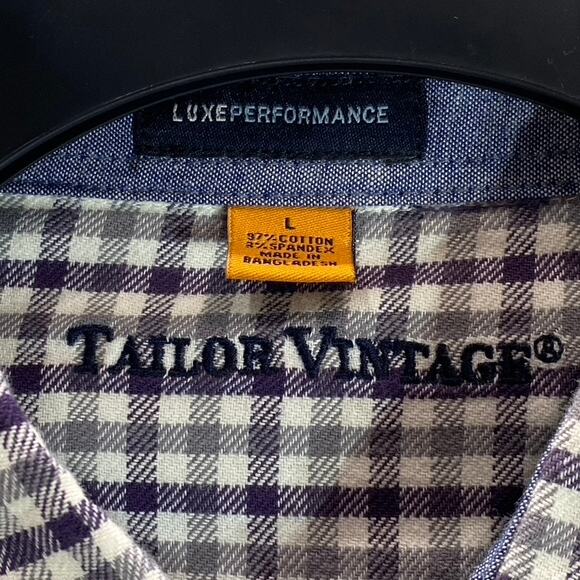 LUXEPERFORMANCE
L
97% COTTON
3% SPANDEX
MADE IN
BANGLADESH
TAILOR VINTAGE®